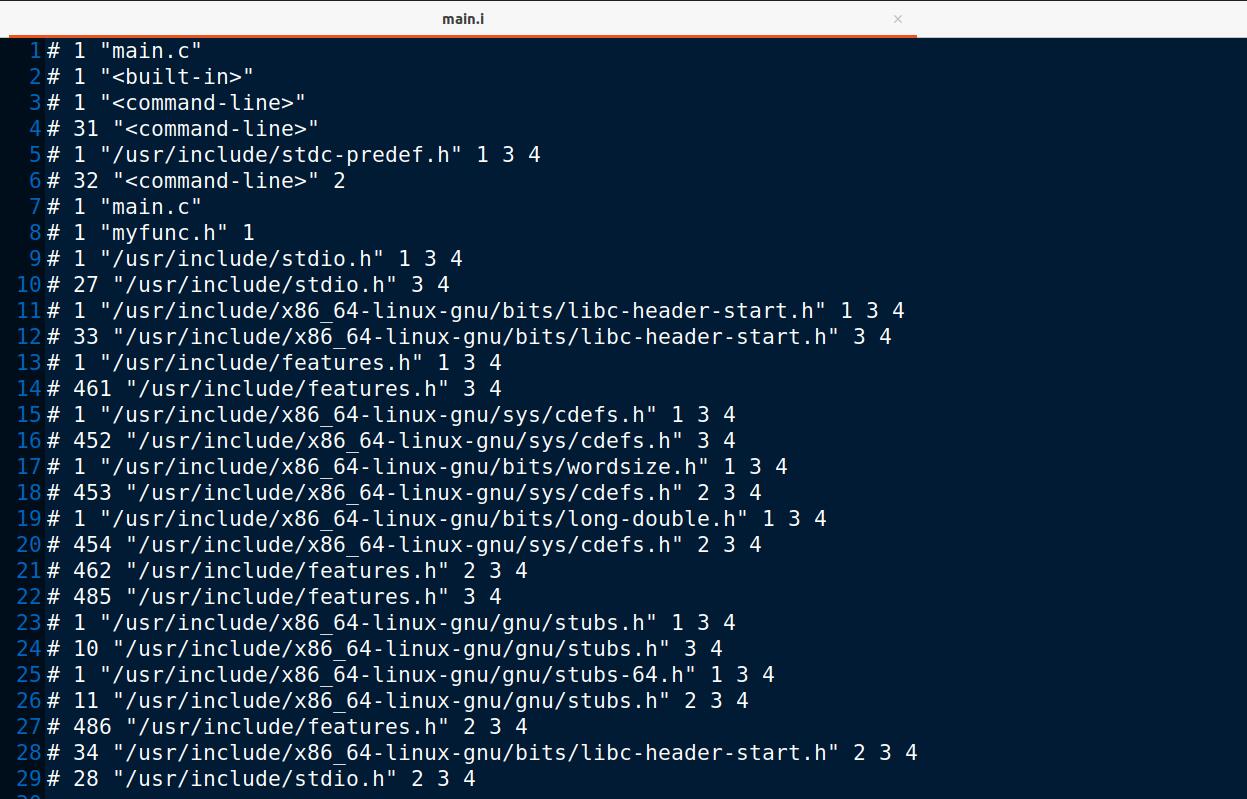 main.i ×
1 # 1 "main.c"
2 # 1 "<built-in>"
3 # 1 "<command-line>"
4 # 31 "<command-line>"
5 # 1 "/usr/include/stdc-predef.h" 1 3 4
6 # 32 "<command-line>" 2
7 # 1 "main.c"
8 # 1 "myfunc.h" 1
9 # 1 "/usr/include/stdio.h" 1 3 4
10 # 27 "/usr/include/stdio.h" 3 4
11 # 1 "/usr/include/x86_64-linux-gnu/bits/libc-header-start.h" 1 3 4
12 # 33 "/usr/include/x86_64-linux-gnu/bits/libc-header-start.h" 3 4
13 # 1 "/usr/include/features.h" 1 3 4
14 # 461 "/usr/include/features.h" 3 4
15 # 1 "/usr/include/x86_64-linux-gnu/sys/cdefs.h" 1 3 4
16 # 452 "/usr/include/x86_64-linux-gnu/sys/cdefs.h" 3 4
17 # 1 "/usr/include/x86_64-linux-gnu/bits/wordsize.h" 1 3 4
18 # 453 "/usr/include/x86_64-linux-gnu/sys/cdefs.h" 2 3 4
19 # 1 "/usr/include/x86_64-linux-gnu/bits/long-double.h" 1 3 4
20 # 454 "/usr/include/x86_64-linux-gnu/sys/cdefs.h" 2 3 4
21 # 462 "/usr/include/features.h" 2 3 4
22 # 485 "/usr/include/features.h" 3 4
23 # 1 "/usr/include/x86_64-linux-gnu/gnu/stubs.h" 1 3 4
24 # 10 "/usr/include/x86_64-linux-gnu/gnu/stubs.h" 3 4
25 # 1 "/usr/include/x86_64-linux-gnu/gnu/stubs-64.h" 1 3 4
26 # 11 "/usr/include/x86_64-linux-gnu/gnu/stubs.h" 2 3 4
27 # 486 "/usr/include/features.h" 2 3 4
28 # 34 "/usr/include/x86_64-linux-gnu/bits/libc-header-start.h" 2 3 4
29 # 28 "/usr/include/stdio.h" 2 3 4